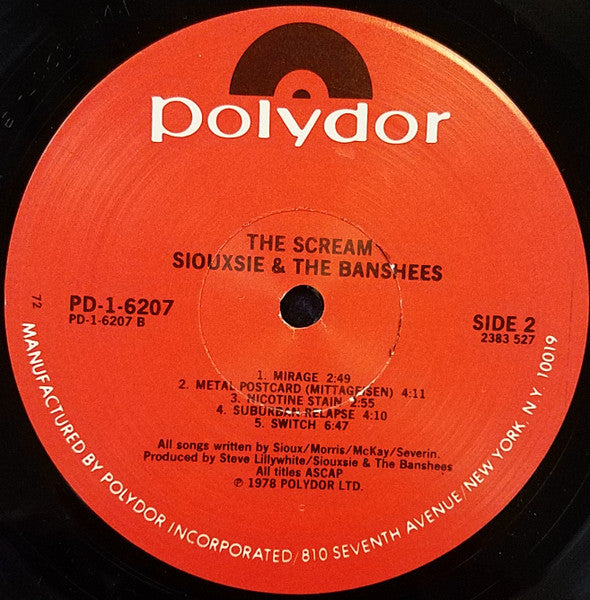 polydor
THE SCREAM
SIOUXSIE & THE BANSHEES
72
PD-1-6207
PD-1-6207 B
SIDE 2
2383 527
1. MIRAGE 2:49
2. METAL POSTCARD (MITTAGEISEN) 4:11
3. NICOTINE STAIN 2:55
4. SUBURBAN RELAPSE 4:10
5. SWITCH 6:47
All songs written by Sioux/Morris/McKay/Severin.
Produced by Steve Lillywhite/Siouxsie & The Banshees
All titles ASCAP
℗ 1978 POLYDOR LTD.
MANUFACTURED BY POLYDOR INCORPORATED/810 SEVENTH AVENUE/NEW YORK, N.Y. 10019